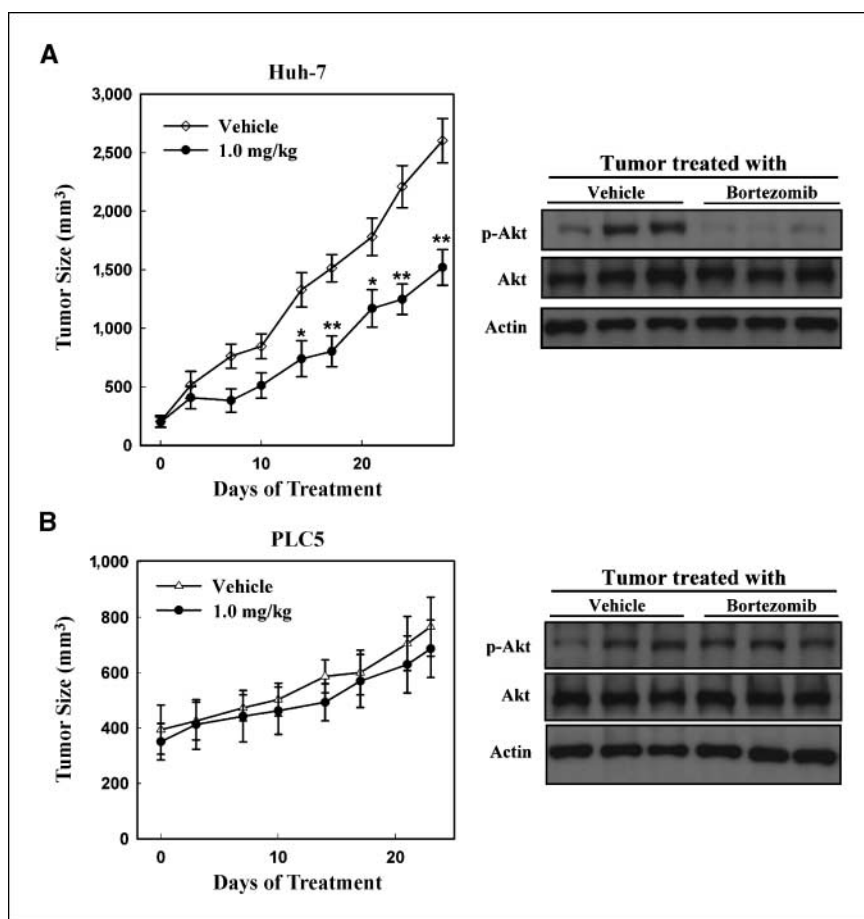 A
Huh-7
3,000
2,500
2,000
1,500
1,000
500
0
Vehicle
1.0 mg/kg
*
**
*
**
**
Tumor Size (mm³)
0
10
20
Days of Treatment
Tumor treated with
Vehicle
Bortezomib
p-Akt
Akt
Actin
B
PLC5
1,000
800
600
400
200
0
Vehicle
1.0 mg/kg
Tumor Size (mm³)
0
10
20
Days of Treatment
Tumor treated with
Vehicle
Bortezomib
p-Akt
Akt
Actin